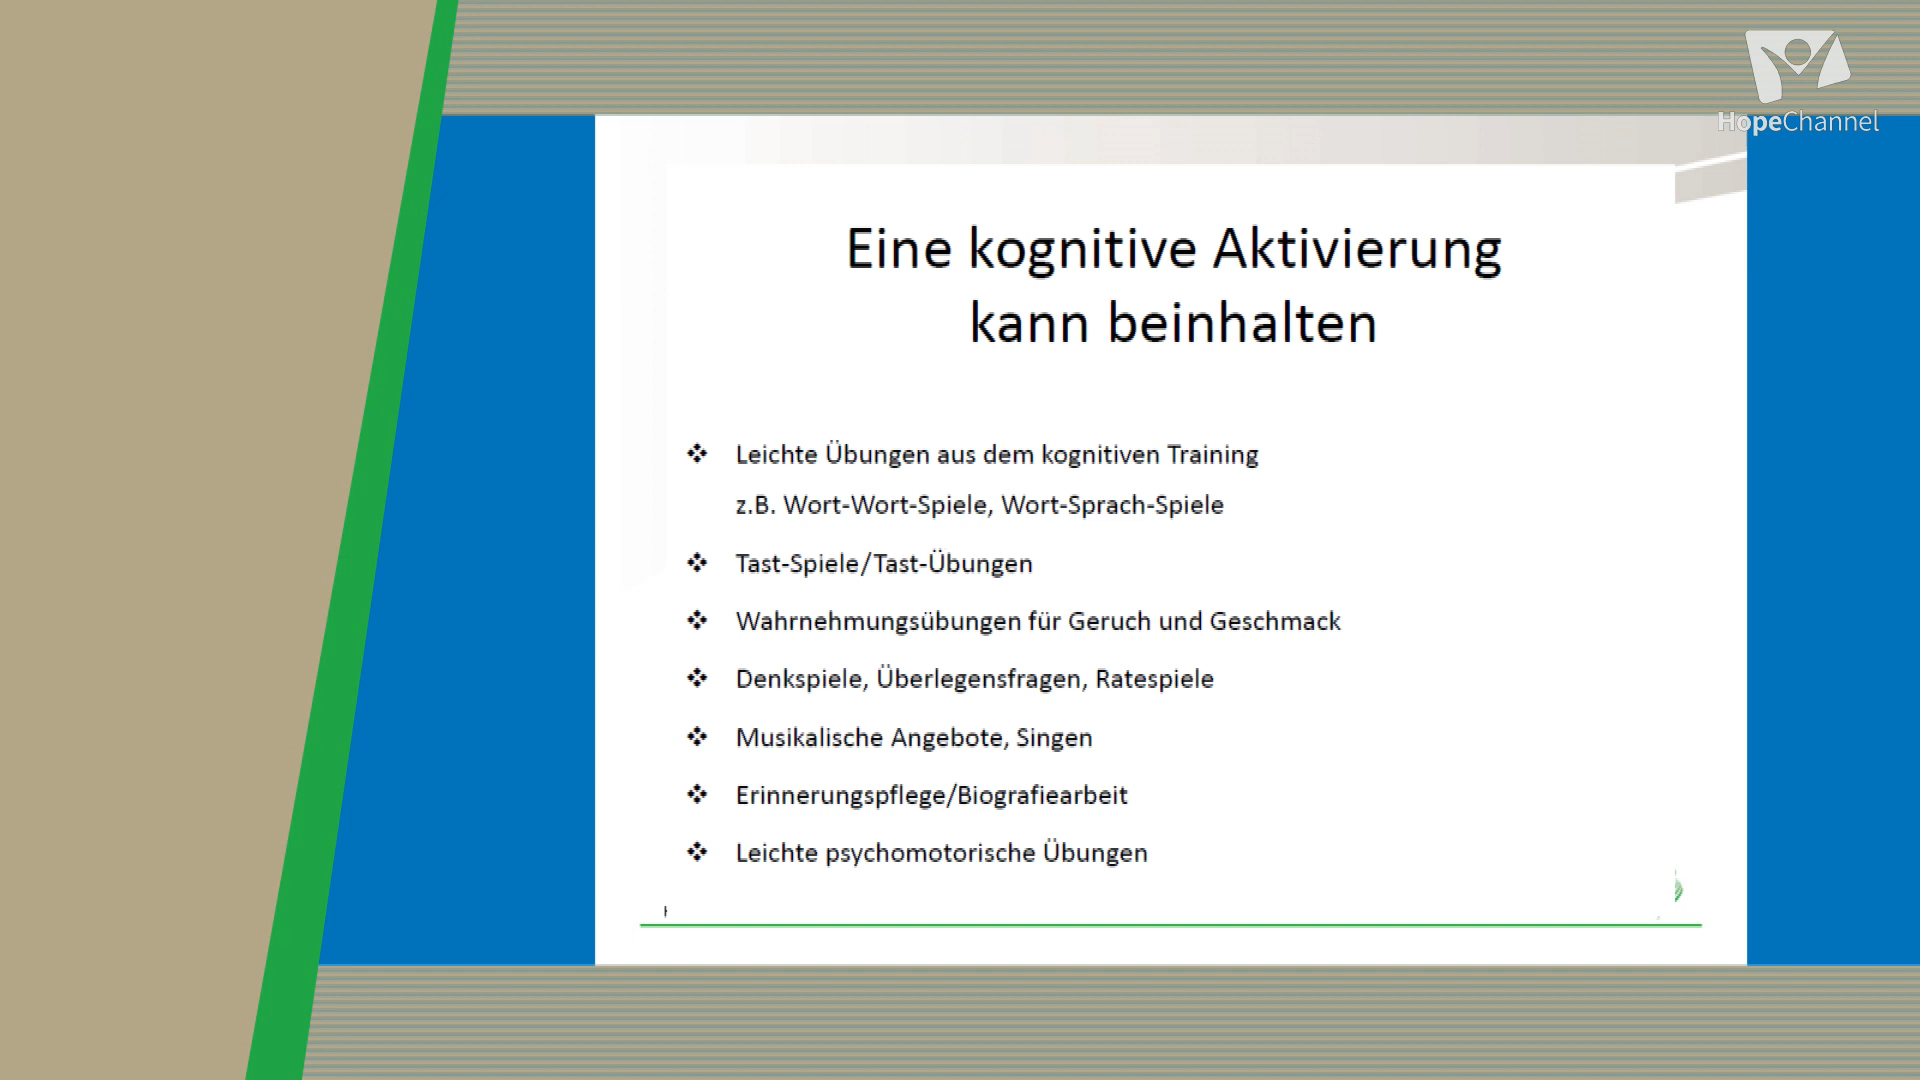 HopeChannel
Eine kognitive Aktivierung
kann beinhalten
❖ Leichte Übungen aus dem kognitiven Training
z.B. Wort-Wort-Spiele, Wort-Sprach-Spiele
❖ Tast-Spiele/Tast-Übungen
❖ Wahrnehmungsübungen für Geruch und Geschmack
❖ Denkspiele, Überlegensfragen, Ratespiele
❖ Musikalische Angebote, Singen
❖ Erinnerungspflege/Biografiearbeit
❖ Leichte psychomotorische Übungen